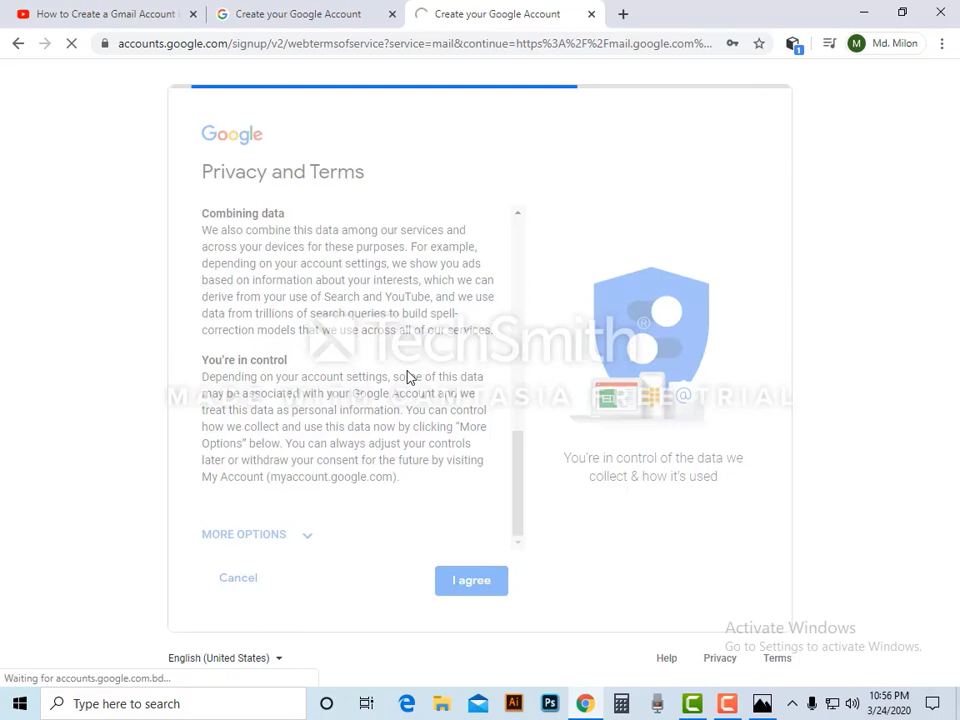 How to Create a Gmail Account
Create your Google Account
Create your Google Account
accounts.google.com/signup/v2/webtermsofservice?service=mail&continue=https%3A%2F%2Fmail.google.com%...
M
Md. Milon
1
Google
Privacy and Terms
Combining data
We also combine this data among our services and
across your devices for these purposes. For example,
depending on your account settings, we show you ads
based on information about your interests, which we can
derive from your use of Search and YouTube, and we use
data from trillions of search queries to build spell-
correction models that we use across all of our services.
TechSmith®
You're in control
Depending on your account settings, some of this data
may be associated with your Google Account and we
treat this data as personal information. You can control
how we collect and use this data now by clicking "More
Options" below. You can always adjust your controls
later or withdraw your consent for the future by visiting
My Account (myaccount.google.com).
MADE WITH CAMTASIA FREE TRIAL
You're in control of the data we
collect & how it's used
MORE OPTIONS
Cancel
I agree
Activate Windows
Go to Settings to activate Windows.
English (United States)
Help
Privacy
Terms
Waiting for accounts.google.com.bd...
Type here to search
Ai
Ps
10:56 PM
3/24/2020